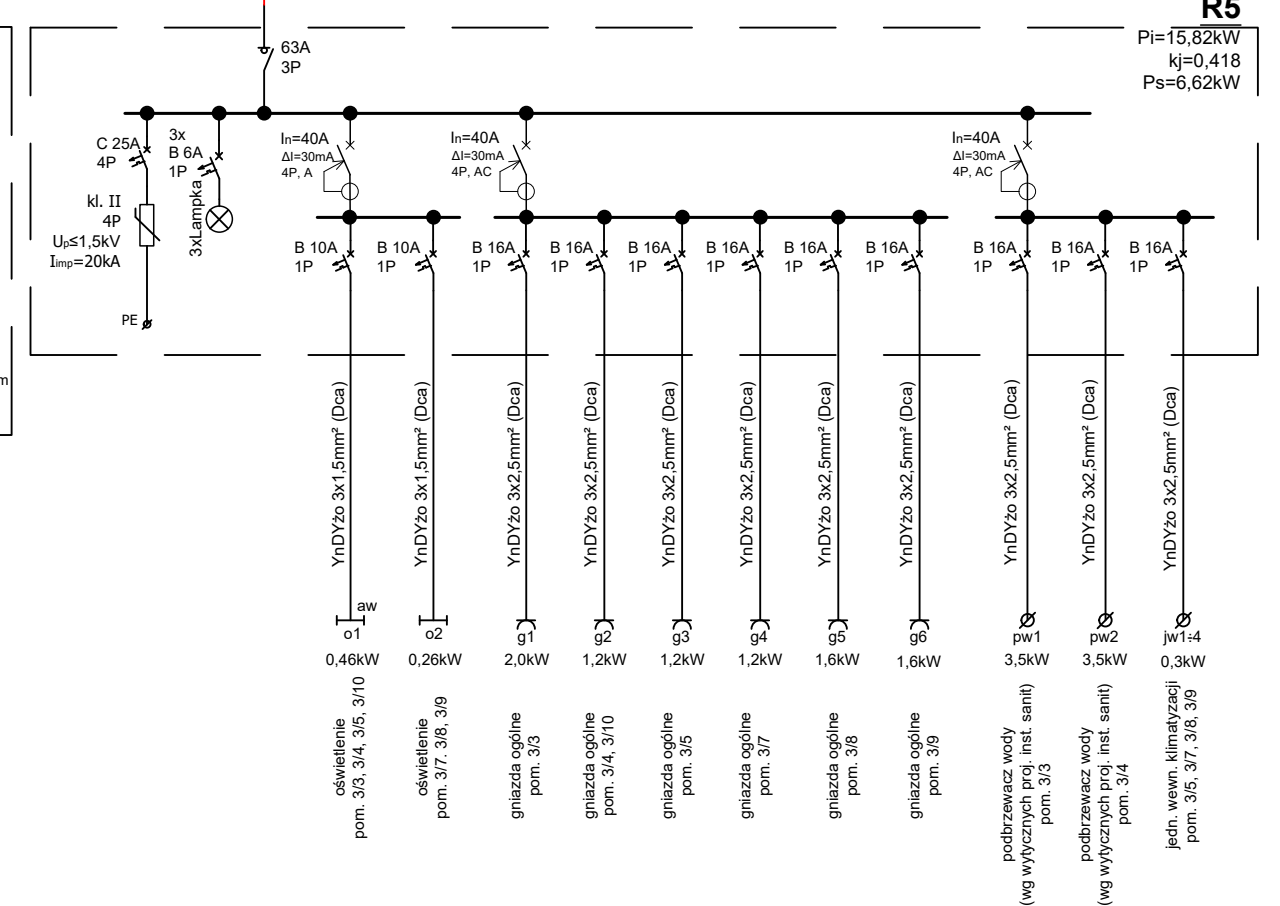 R5
Pi=15,82kW
kj=0,418
Ps=6,62kW
63A
3P
C 25A
4P
3x
B 6A
1P
3xLampka
kl. II
4P
Up≤1,5kV
Iimp=20kA
PE
In=40A
ΔI=30mA
4P, A
In=40A
ΔI=30mA
4P, AC
In=40A
ΔI=30mA
4P, AC
B 10A
1P
B 10A
1P
B 16A
1P
B 16A
1P
B 16A
1P
B 16A
1P
B 16A
1P
B 16A
1P
B 16A
1P
B 16A
1P
B 16A
1P
m
YnDYżo 3x1,5mm² (Dca)
YnDYżo 3x1,5mm² (Dca)
YnDYżo 3x2,5mm² (Dca)
YnDYżo 3x2,5mm² (Dca)
YnDYżo 3x2,5mm² (Dca)
YnDYżo 3x2,5mm² (Dca)
YnDYżo 3x2,5mm² (Dca)
YnDYżo 3x2,5mm² (Dca)
YnDYżo 3x2,5mm² (Dca)
YnDYżo 3x2,5mm² (Dca)
YnDYżo 3x2,5mm² (Dca)
aw
o1
0,46kW
oświetlenie
pom. 3/3, 3/4, 3/5, 3/10
o2
0,26kW
oświetlenie
pom. 3/7. 3/8, 3/9
g1
2,0kW
gniazda ogólne
pom. 3/3
g2
1,2kW
gniazda ogólne
pom. 3/4, 3/10
g3
1,2kW
gniazda ogólne
pom. 3/5
g4
1,2kW
gniazda ogólne
pom. 3/7
g5
1,6kW
gniazda ogólne
pom. 3/8
g6
1,6kW
gniazda ogólne
pom. 3/9
pw1
3,5kW
podbrzewacz wody
(wg wytycznych proj. inst. sanit)
pom. 3/3
pw2
3,5kW
podbrzewacz wody
(wg wytycznych proj. inst. sanit)
pom. 3/4
jw1÷4
0,3kW
jedn. wewn. klimatyzacji
pom. 3/5, 3/7, 3/8, 3/9